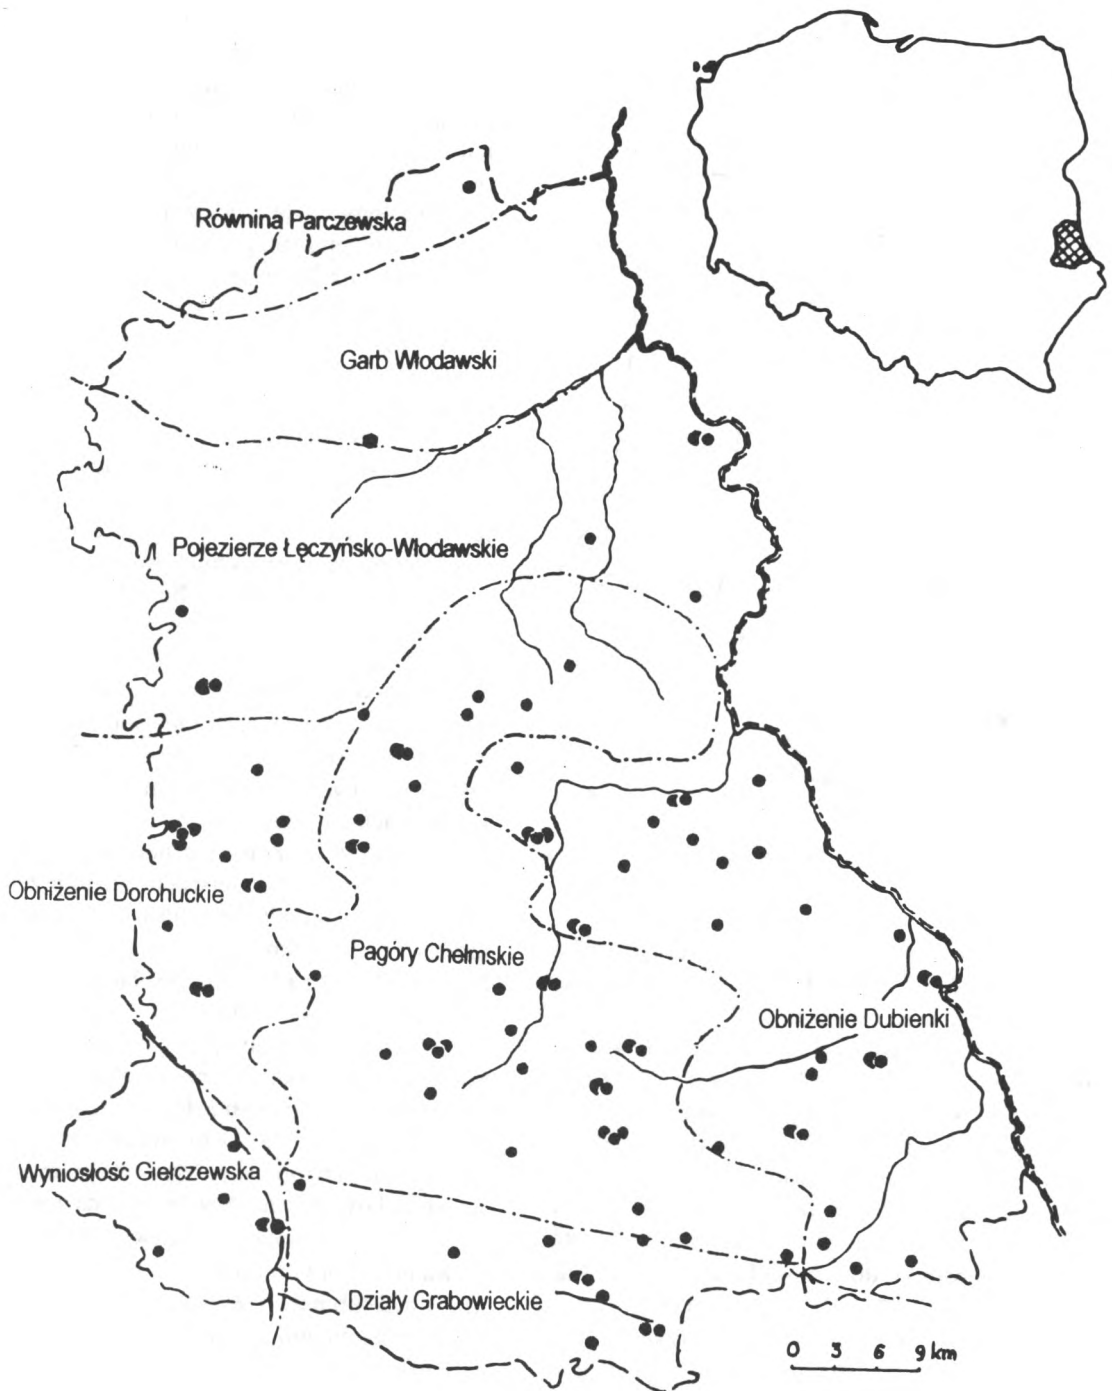 Równina Parczewska
Garb Włodawski
Pojezierze Łęczyńsko-Włodawskie
Obniżenie Dorohuckie
Pagóry Chełmskie
Obniżenie Dubienki
Wyniosłość Giełczewska
Działy Grabowieckie
0 3 6 9 km